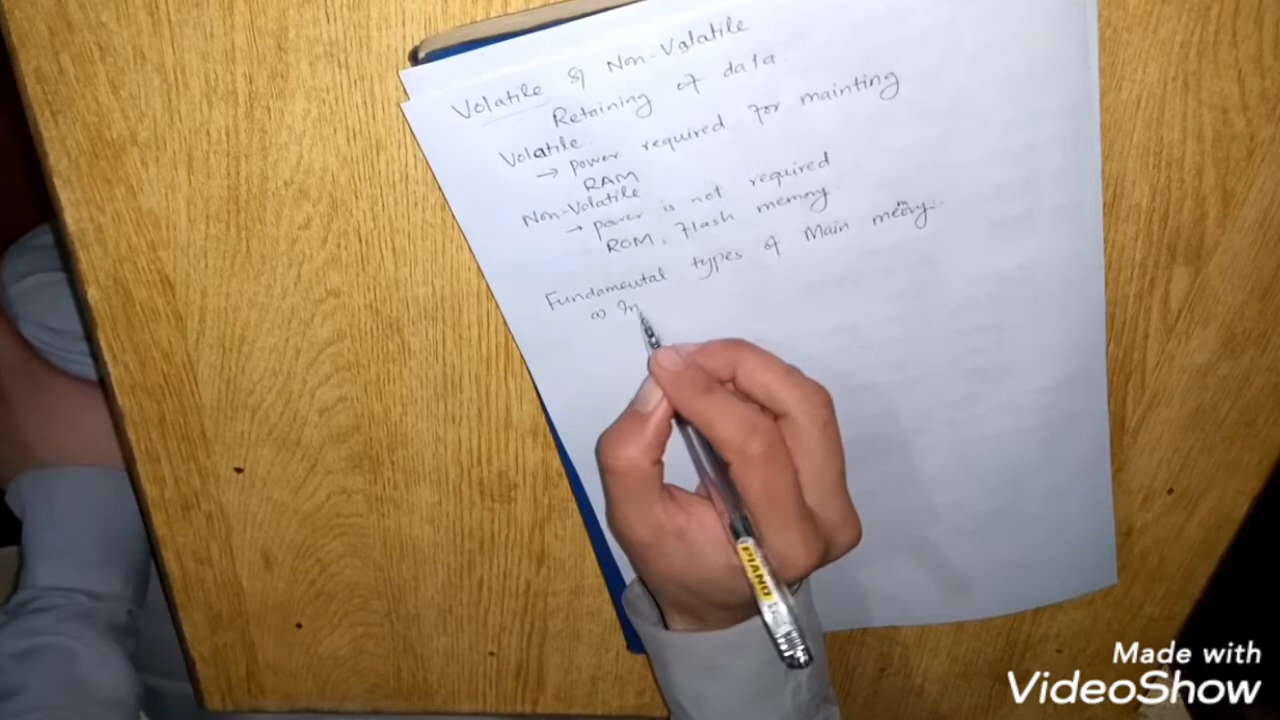 Volatile & Non-Volatile
Retaining of data
Volatile
→ Power required for mainting
RAM
Non-Volatile
→ Power is not required
ROM, Flash memory
Fundamental types of Main meory.
a) In
PIANO
Made with
VideoShow